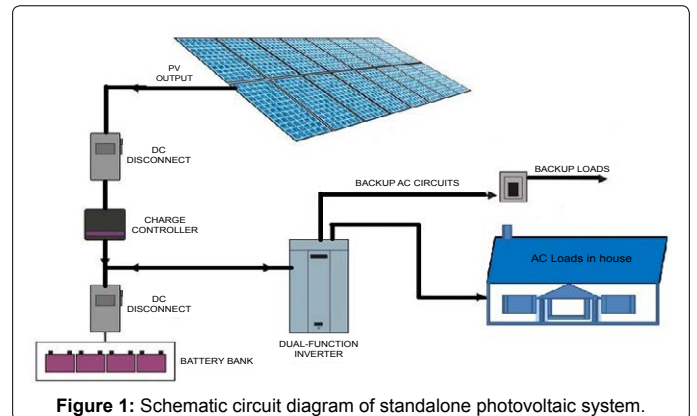 PV
OUTPUT
DC
DISCONNECT
BACKUP LOADS
BACKUP AC CIRCUITS
CHARGE
CONTROLLER
AC Loads in house
DC
DISCONNECT
DUAL-FUNCTION
INVERTER
BATTERY BANK
Figure 1: Schematic circuit diagram of standalone photovoltaic system.